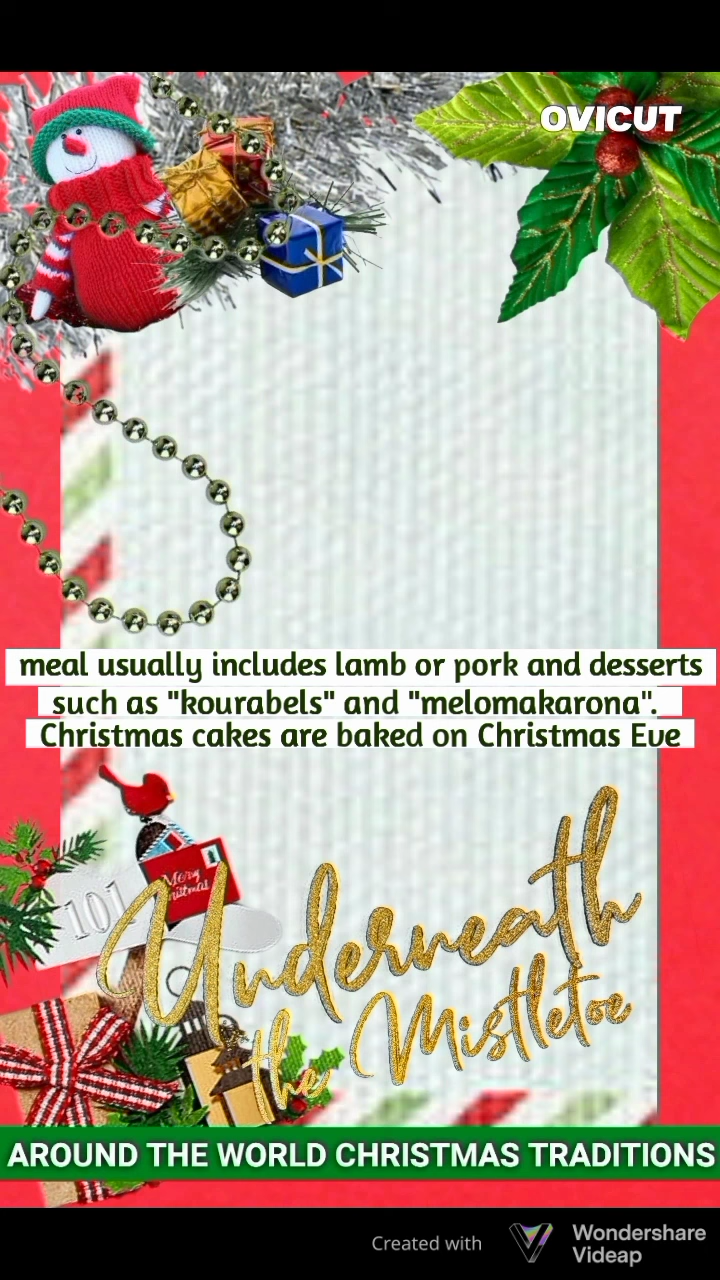 OVICUT
meal usually includes lamb or pork and desserts
such as "kourabels" and "melomakarona".
Christmas cakes are baked on Christmas Eve
Merry
Christmas
101
Underneath
the Mistletoe
AROUND THE WORLD CHRISTMAS TRADITIONS
Created with
Wondershare
Videap